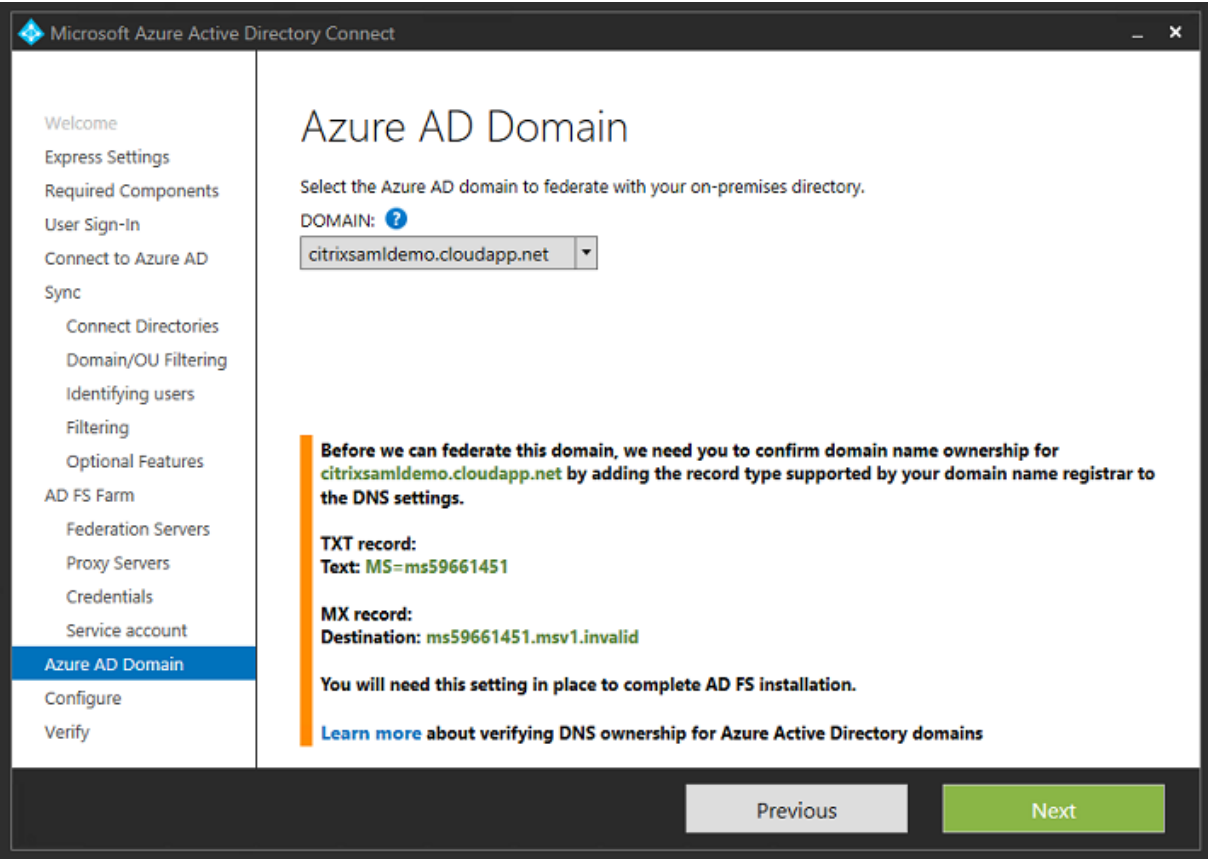 Microsoft Azure Active Directory Connect
Welcome
Express Settings
Required Components
User Sign-In
Connect to Azure AD
Sync
Connect Directories
Domain/OU Filtering
Identifying users
Filtering
Optional Features
AD FS Farm
Federation Servers
Proxy Servers
Credentials
Service account
Azure AD Domain
Configure
Verify
Azure AD Domain
Select the Azure AD domain to federate with your on-premises directory.
DOMAIN: ?
citrixsamldemo.cloudapp.net
Before we can federate this domain, we need you to confirm domain name ownership for
citrixsamldemo.cloudapp.net by adding the record type supported by your domain name registrar to
the DNS settings.
TXT record:
Text: MS=ms59661451
MX record:
Destination: ms59661451.msv1.invalid
You will need this setting in place to complete AD FS installation.
Learn more about verifying DNS ownership for Azure Active Directory domains
Previous
Next